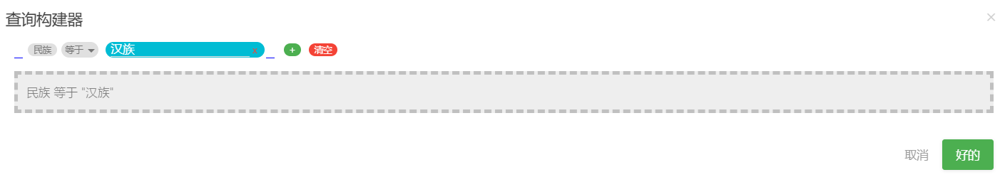 查询构建器 ×
_ 民族 等于 汉族 x _ + 清空
民族 等于 "汉族"
取消 好的